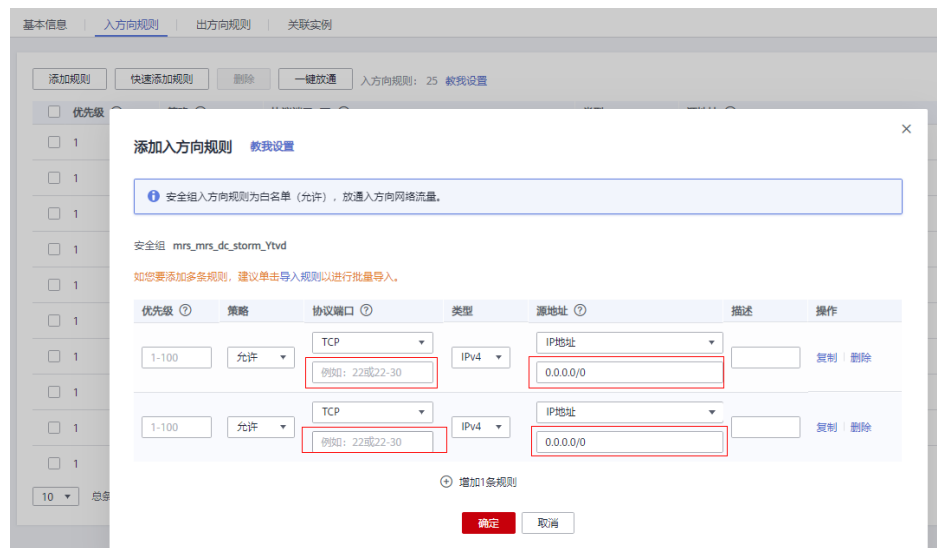 基本信息 入方向规则 出方向规则 关联实例
添加规则 快速添加规则 删除 一键放通 入方向规则: 25 教我设置
优先级
1
添加入方向规则 教我设置
1
安全组入方向规则为白名单（允许），放通入方向网络流量。
1
1
安全组 mrs_mrs_dc_storm_Ytvd
如您要添加多条规则，建议单击导入规则以进行批量导入。
1
优先级 策略 协议端口 类型 源地址 描述 操作
1
TCP IP地址
1 1-100 允许 IPv4 复制 删除
例如：22或22-30 0.0.0.0/0
1
TCP IP地址
1 1-100 允许 IPv4 复制 删除
例如：22或22-30 0.0.0.0/0
1
增加1条规则
10 总
确定 取消